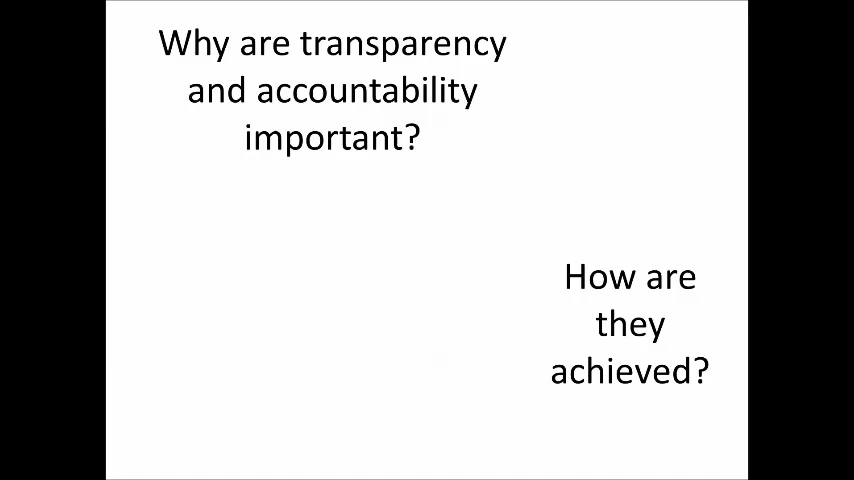 Why are transparency
and accountability
important?
How are
they
achieved?